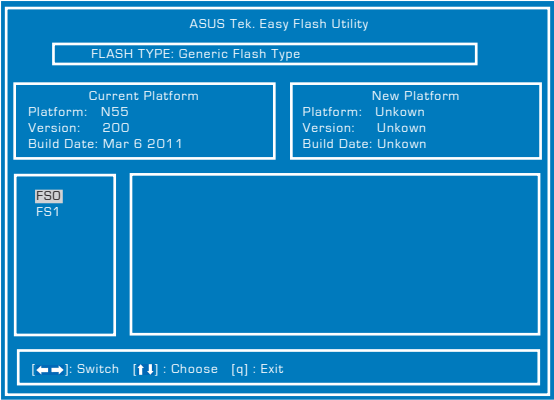 ASUS Tek. Easy Flash Utility
FLASH TYPE: Generic Flash Type
Current Platform
Platform: N55
Version: 200
Build Date: Mar 6 2011
New Platform
Platform: Unkown
Version: Unkown
Build Date: Unkown
FS0
FS1
[←→]: Switch [↑↓] : Choose [q] : Exit